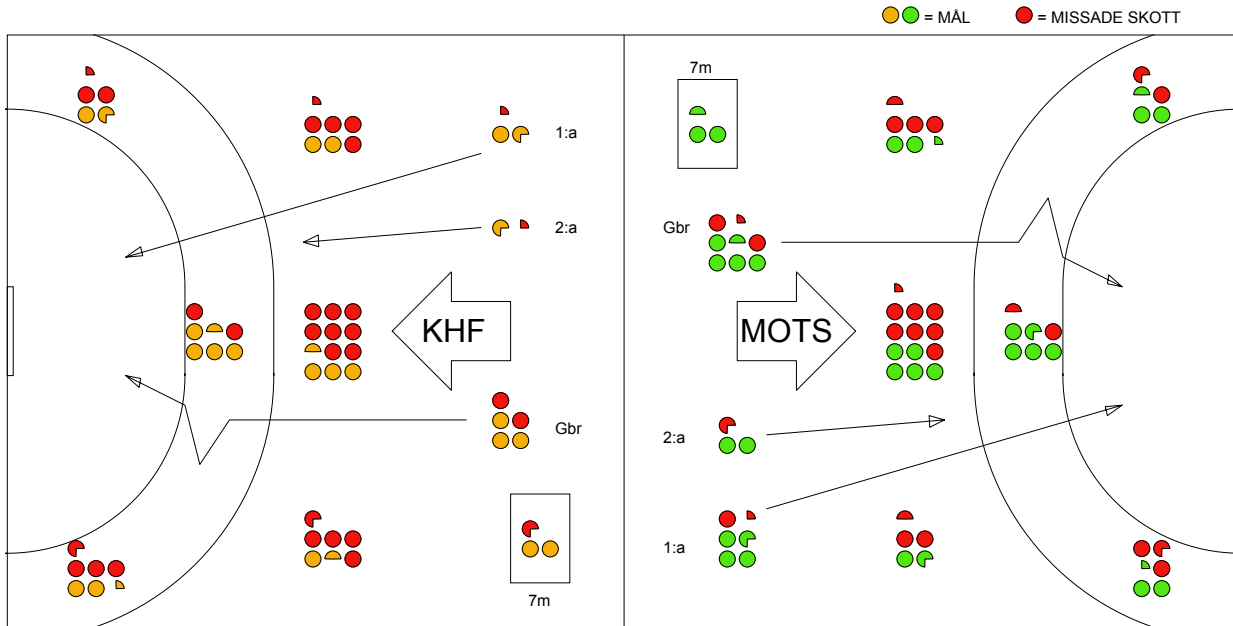 = MÅL
= MISSADE SKOTT
7m
1:a
2:a
Gbr
KHF
MOTS
Gbr
2:a
1:a
7m